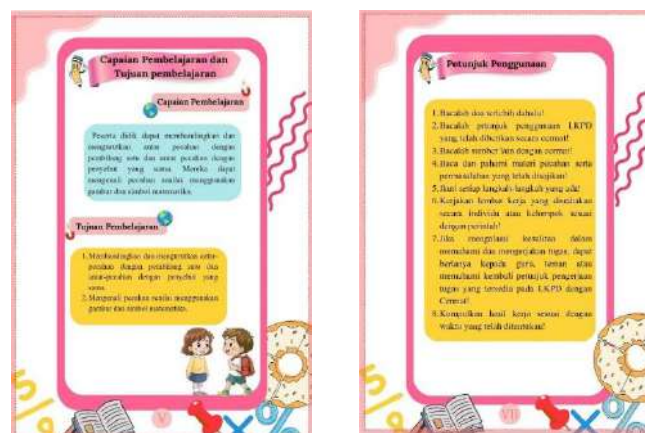 Capaian Pembelajaran dan
Tujuan pembelajaran
Capaian Pembelajaran
Peserta didik dapat membandingkan dan
mengurutkan antar pecahan dengan
pembilang satu dan antar pecahan dengan
penyebut yang sama. Mereka dapat
mengenali pecahan senilai menggunakan
gambar dan simbol matematika.
Tujuan Pembelajaran
1. Membandingkan dan mengurutkan antar-
pecahan dengan pembilang satu dan
antar-pecahan dengan penyebut yang
sama.
2. Mengenali pecahan senilai menggunakan
gambar dan simbol matematika.
V
Petunjuk Penggunaan
1. Bacalah doa terlebih dahulu!
2. Bacalah petunjuk penggunaan LKPD
yang telah diberikan secara cermat!
3. Bacalah sumber lain dengan cermat!
4. Baca dan pahami materi pecahan serta
permasalahan yang telah disajikan!
5. Ikuti setiap langkah-langkah yang ada!
6. Kerjakan lembar kerja yang
secara individu atau kelompok sesuai
dengan perintah!
7. Jika mengalami kesulitan dalam
memahami dan mengerjakan tugas, dapat
bertanya kepada guru, teman atau
memahami kembali petunjuk pengerjaan
tugas yang tersedia pada LKPD dengan
Cermat!
8. Kumpulkan hasil kerja sesuai dengan
waktu yang telah ditentukan!
VII